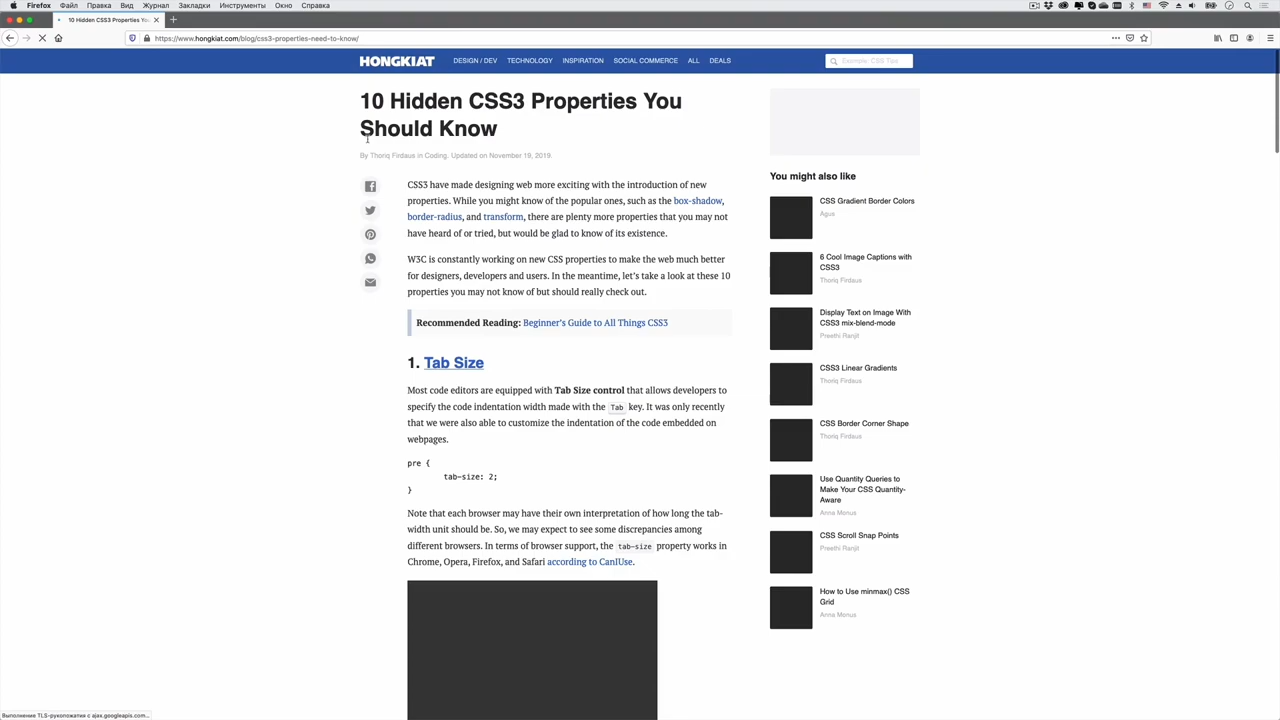 Firefox Файл Правка Вид Журнал Закладки Инструменты Окно Справка
10 Hidden CSS3 Properties You
https://www.hongkiat.com/blog/css3-properties-need-to-know/
HONGKIAT DESIGN / DEV TECHNOLOGY INSPIRATION SOCIAL COMMERCE ALL DEALS Example: CSS Tips
10 Hidden CSS3 Properties You
Should Know
By Thoriq Firdaus in Coding. Updated on November 19, 2019.
CSS3 have made designing web more exciting with the introduction of new
properties. While you might know of the popular ones, such as the box-shadow,
border-radius, and transform, there are plenty more properties that you may not
have heard of or tried, but would be glad to know of its existence.
W3C is constantly working on new CSS properties to make the web much better
for designers, developers and users. In the meantime, let's take a look at these 10
properties you may not know of but should really check out.
Recommended Reading: Beginner's Guide to All Things CSS3
1. Tab Size
Most code editors are equipped with Tab Size control that allows developers to
specify the code indentation width made with the Tab key. It was only recently
that we were also able to customize the indentation of the code embedded on
webpages.
pre {
tab-size: 2;
}
Note that each browser may have their own interpretation of how long the tab-
width unit should be. So, we may expect to see some discrepancies among
different browsers. In terms of browser support, the tab-size property works in
Chrome, Opera, Firefox, and Safari according to CanIUse.
You might also like
CSS Gradient Border Colors
Agus
6 Cool Image Captions with
CSS3
Thoriq Firdaus
Display Text on Image With
CSS3 mix-blend-mode
Preethi Ranjit
CSS3 Linear Gradients
Thoriq Firdaus
CSS Border Corner Shape
Thoriq Firdaus
Use Quantity Queries to
Make Your CSS Quantity-
Aware
Anna Monus
CSS Scroll Snap Points
Preethi Ranjit
How to Use minmax() CSS
Grid
Anna Monus
Выполнение TLS-рукопожатия с ajax.googleapis.com...